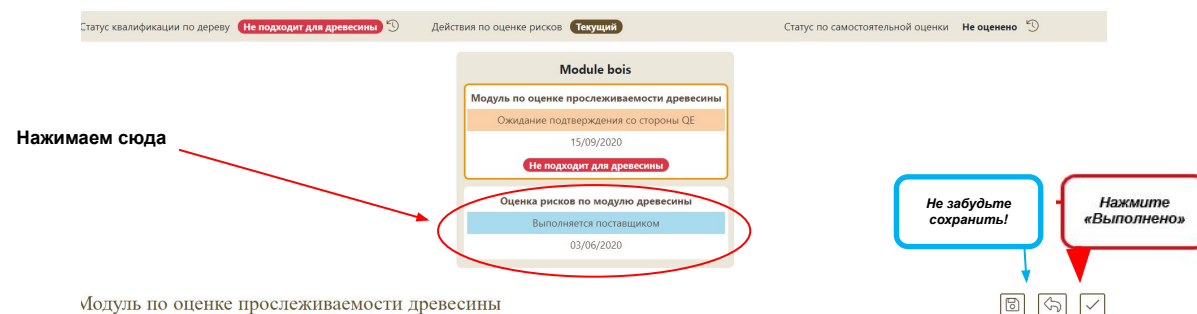 Статус квалификации по дереву Не подходит для древесины Действия по оценке рисков Текущий Статус по самостоятельной оценки Не оценено
Module bois
Модуль по оценке прослеживаемости древесины
Ожидание подтверждения со стороны QE
15/09/2020
Не подходит для древесины
Нажимаем сюда
Оценка рисков по модулю древесины
Выполняется поставщиком
03/06/2020
Не забудьте
сохранить!
Нажмите
«Выполнено»
Модуль по оценке прослеживаемости древесины